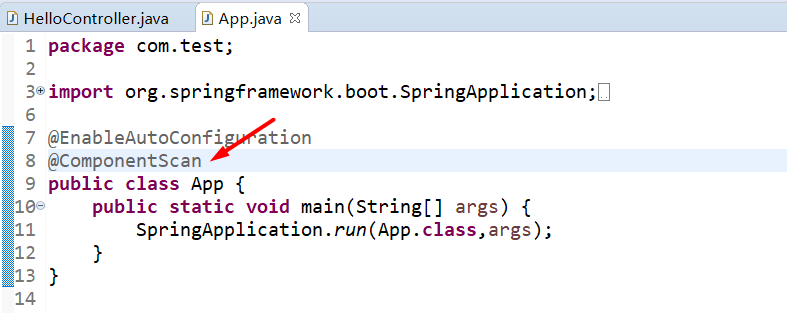 HelloController.java App.java
1 package com.test;
2
3 import org.springframework.boot.SpringApplication;
6
7 @EnableAutoConfiguration
8 @ComponentScan
9 public class App {
10 public static void main(String[] args) {
11 SpringApplication.run(App.class,args);
12 }
13 }
14